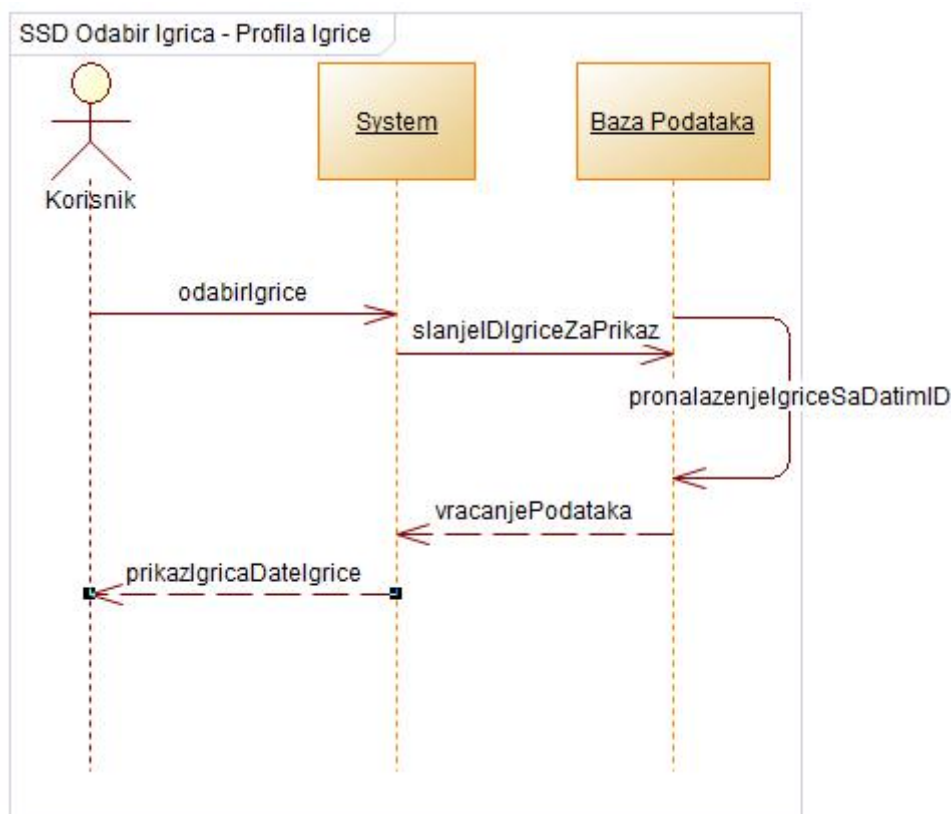 SSD Odabir Igrica - Profila Igrice
Korisnik
System
Baza Podataka
odabirIgrice
slanjeIDIgriceZaPrikaz
pronalazenjeIgriceSaDatimID
vracanjePodataka
prikazIgricaDateIgrice